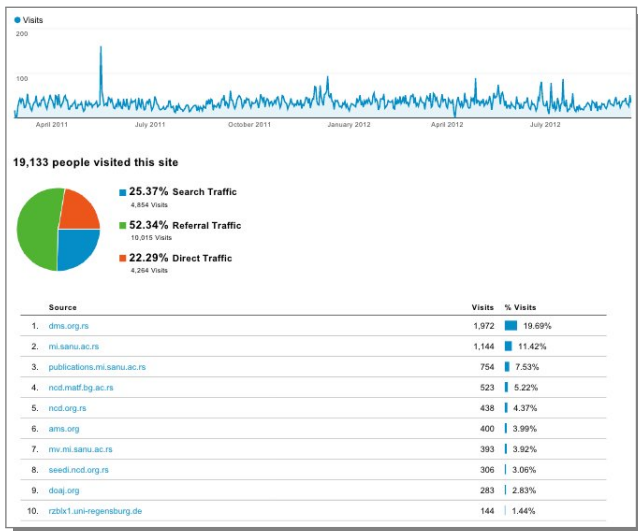 Visits
200
100
April 2011 July 2011 October 2011 January 2012 April 2012 July 2012
19,133 people visited this site
25.37% Search Traffic
4,854 Visits
52.34% Referral Traffic
10,015 Visits
22.29% Direct Traffic
4,264 Visits
Source Visits % Visits
1. dms.org.rs 1,972 19.69%
2. mi.sanu.ac.rs 1,144 11.42%
3. publications.mi.sanu.ac.rs 754 7.53%
4. ncd.matf.bg.ac.rs 523 5.22%
5. ncd.org.rs 438 4.37%
6. ams.org 400 3.99%
7. mv.mi.sanu.ac.rs 393 3.92%
8. seedi.ncd.org.rs 306 3.06%
9. doaj.org 283 2.83%
10. rzblx1.uni-regensburg.de 144 1.44%